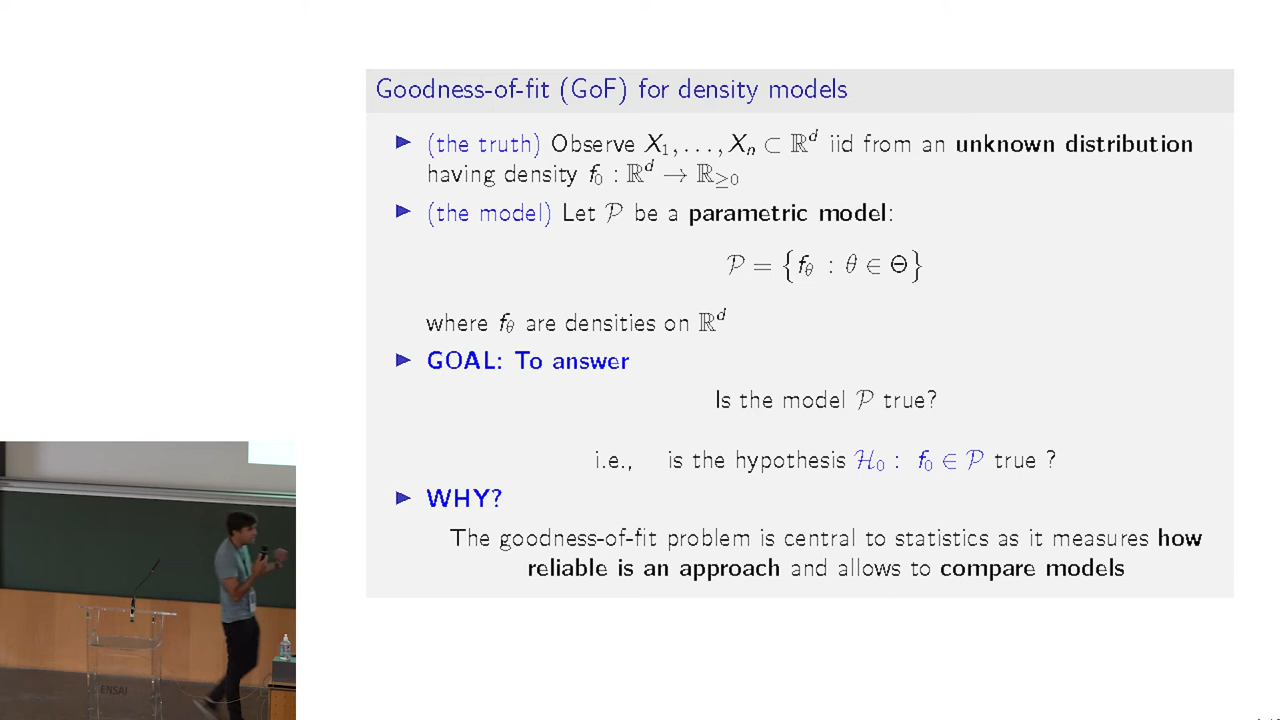 Goodness-of-fit (GoF) for density models
▶ (the truth) Observe X₁, . . . , Xₙ ⊂ ℝᵈ iid from an unknown distribution
having density f₀ : ℝᵈ → ℝ≥₀
▶ (the model) Let 𝒫 be a parametric model:
𝒫 = {f_θ : θ ∈ Θ}
where f_θ are densities on ℝᵈ
▶ GOAL: To answer
Is the model 𝒫 true?
i.e., is the hypothesis ℋ₀ : f₀ ∈ 𝒫 true ?
▶ WHY?
The goodness-of-fit problem is central to statistics as it measures how
reliable is an approach and allows to compare models
ENSAI